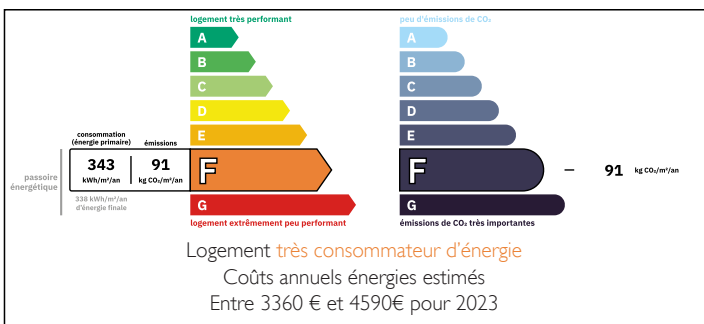 logement très performant
A
B
C
D
E
consommation
(énergie primaire)
émissions
343
kWh/m²/an
91
kg CO₂/m²/an
F
passoire
énergétique
338 kWh/m²/an
d'énergie finale
G
logement extrêmement peu performant
peu d'émissions de CO₂
A
B
C
D
E
F
91 kg CO₂/m²/an
G
émissions de CO₂ très importantes
Logement très consommateur d'énergie
Coûts annuels énergies estimés
Entre 3360 € et 4590€ pour 2023